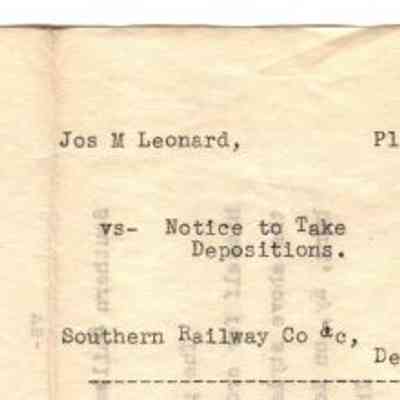 Jos M Leonard, Pl
vs- Notice to Take
Depositions.
Southern Railway Co &c,
De